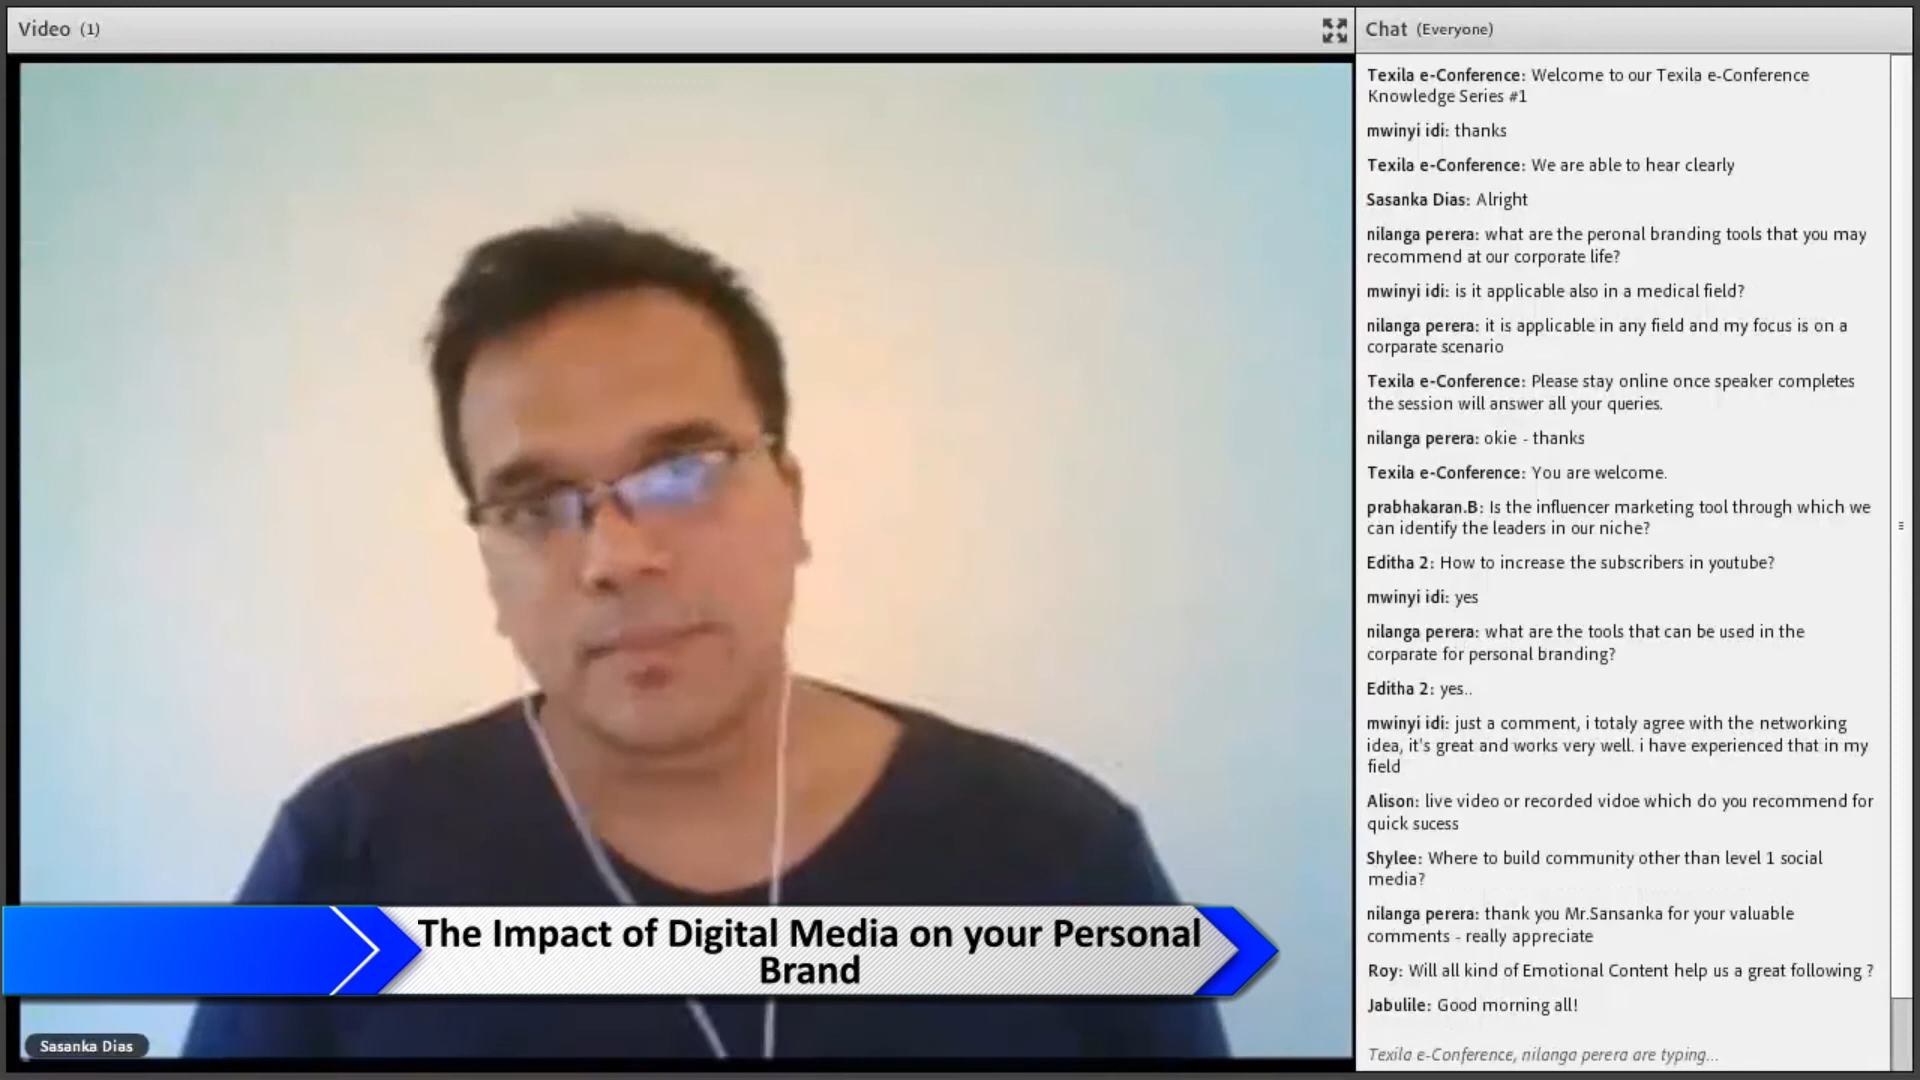 Video (1)
The Impact of Digital Media on your Personal
Brand
Sasanka Dias
Chat (Everyone)
Texila e-Conference: Welcome to our Texila e-Conference
Knowledge Series #1
mwinyi idi: thanks
Texila e-Conference: We are able to hear clearly
Sasanka Dias: Alright
nilanga perera: what are the peronal branding tools that you may
recommend at our corporate life?
mwinyi idi: is it applicable also in a medical field?
nilanga perera: it is applicable in any field and my focus is on a
corparate scenario
Texila e-Conference: Please stay online once speaker completes
the session will answer all your queries.
nilanga perera: okie - thanks
Texila e-Conference: You are welcome.
prabhakaran.B: Is the influencer marketing tool through which we
can identify the leaders in our niche?
Editha 2: How to increase the subscribers in youtube?
mwinyi idi: yes
nilanga perera: what are the tools that can be used in the
corparate for personal branding?
Editha 2: yes..
mwinyi idi: just a comment, i totaly agree with the networking
idea, it's great and works very well. i have experienced that in my
field
Alison: live video or recorded vidoe which do you recommend for
quick sucess
Shylee: Where to build community other than level 1 social
media?
nilanga perera: thank you Mr.Sansanka for your valuable
comments - really appreciate
Roy: Will all kind of Emotional Content help us a great following ?
Jabulile: Good morning all!
Texila e-Conference, nilanga perera are typing...